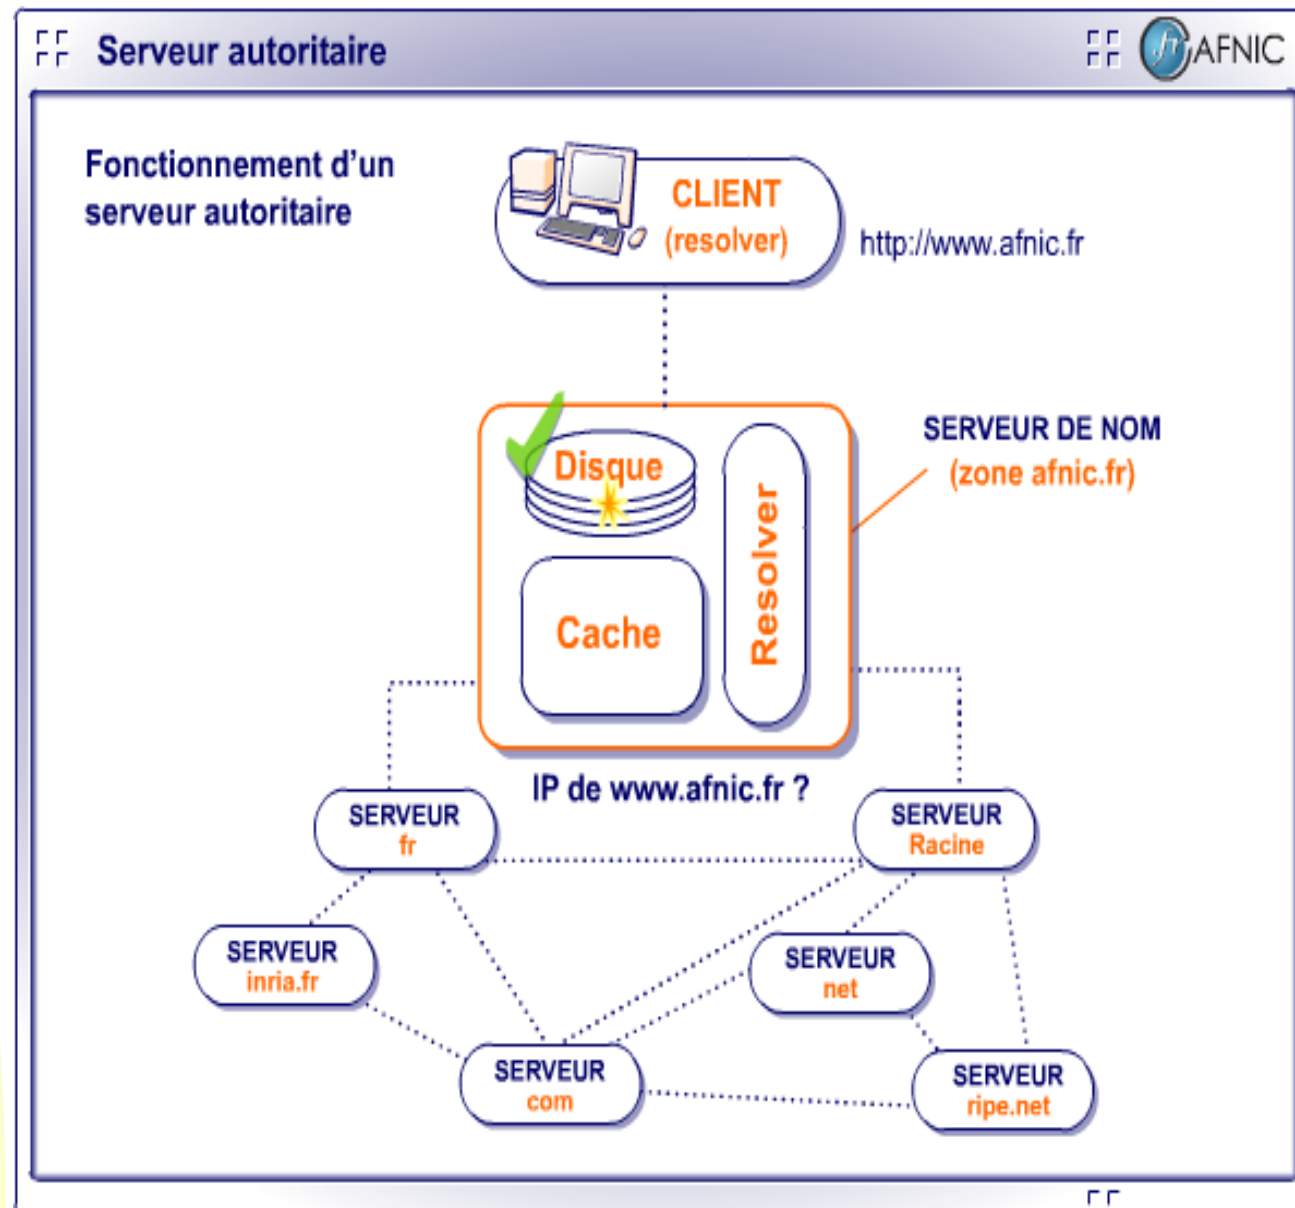 Serveur autoritaire
.fr AFNIC
Fonctionnement d'un
serveur autoritaire
CLIENT
(resolver)
http://www.afnic.fr
SERVEUR DE NOM
(zone afnic.fr)
Disque
Resolver
Cache
IP de www.afnic.fr ?
SERVEUR
fr
SERVEUR
Racine
SERVEUR
inria.fr
SERVEUR
net
SERVEUR
com
SERVEUR
ripe.net